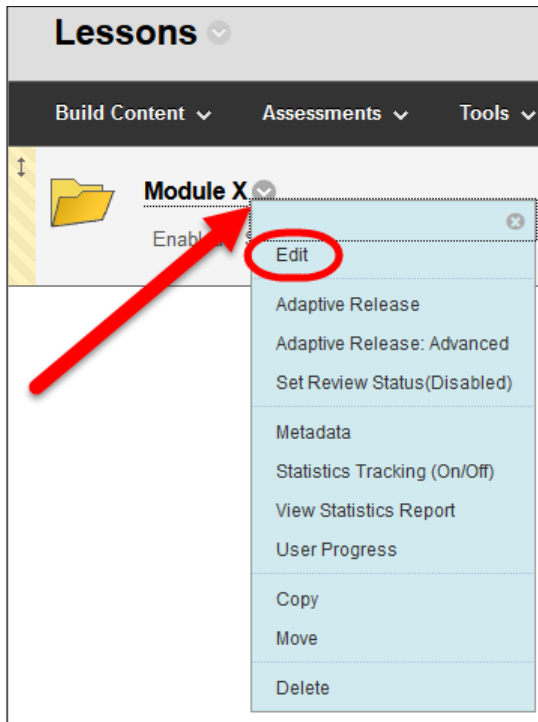 Lessons
Build Content Assessments Tools
Module X
Edit
Adaptive Release
Adaptive Release: Advanced
Set Review Status(Disabled)
Metadata
Statistics Tracking (On/Off)
View Statistics Report
User Progress
Copy
Move
Delete